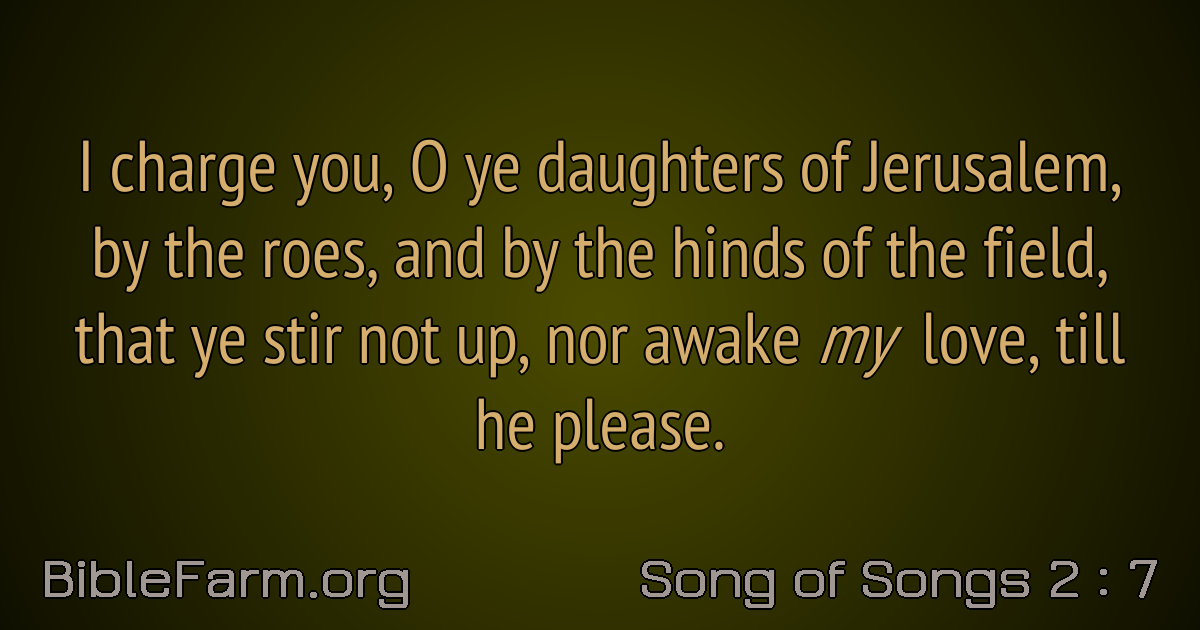 I charge you, O ye daughters of Jerusalem,
by the roes, and by the hinds of the field,
that ye stir not up, nor awake my love, till
he please.
BibleFarm.org
Song of Songs 2 : 7